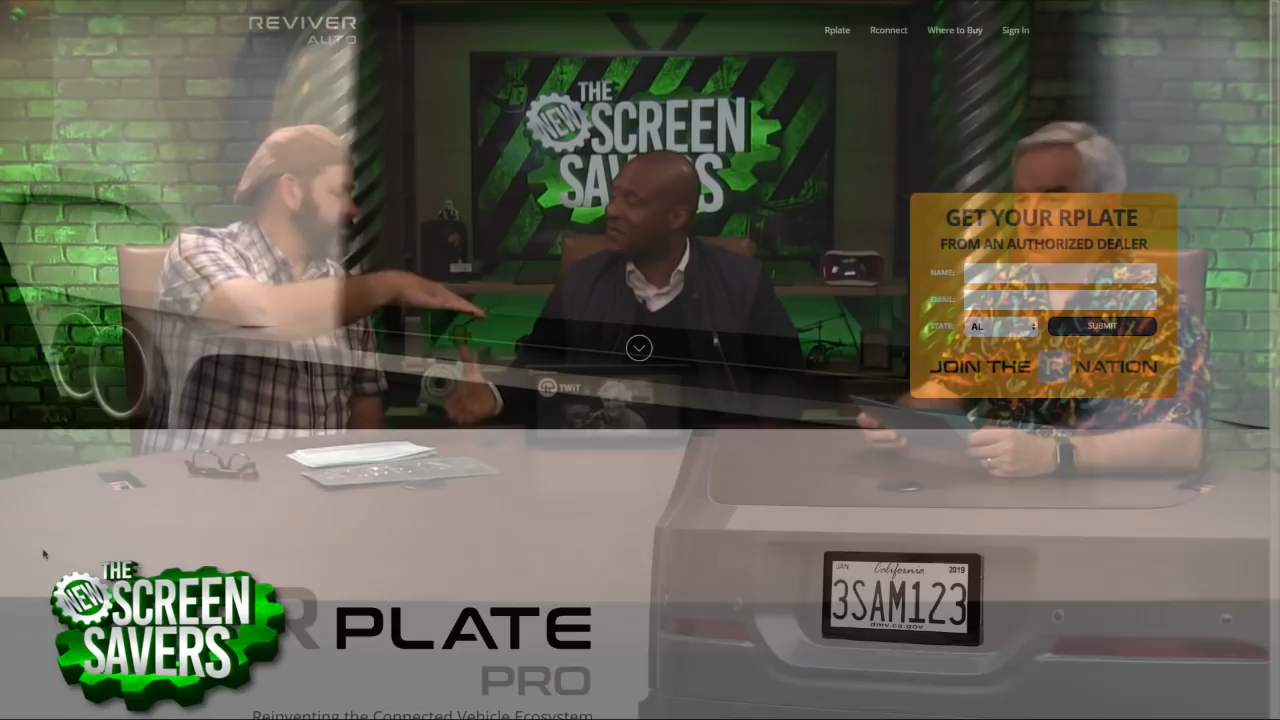 REVIVER
AUTO
Rplate
Rconnect
Where to Buy
Sign In
THE
NEW
SCREEN
SAVERS
GET YOUR RPLATE
FROM AN AUTHORIZED DEALER
NAME:
EMAIL:
STATE:
AL
SUBMIT
JOIN THE R NATION
TWiT
JAN
California
2019
3SAM123
dmv.ca.gov
THE
NEW
SCREEN
SAVERS
R PLATE
PRO
Reinventing the Connected Vehicle Ecosystem